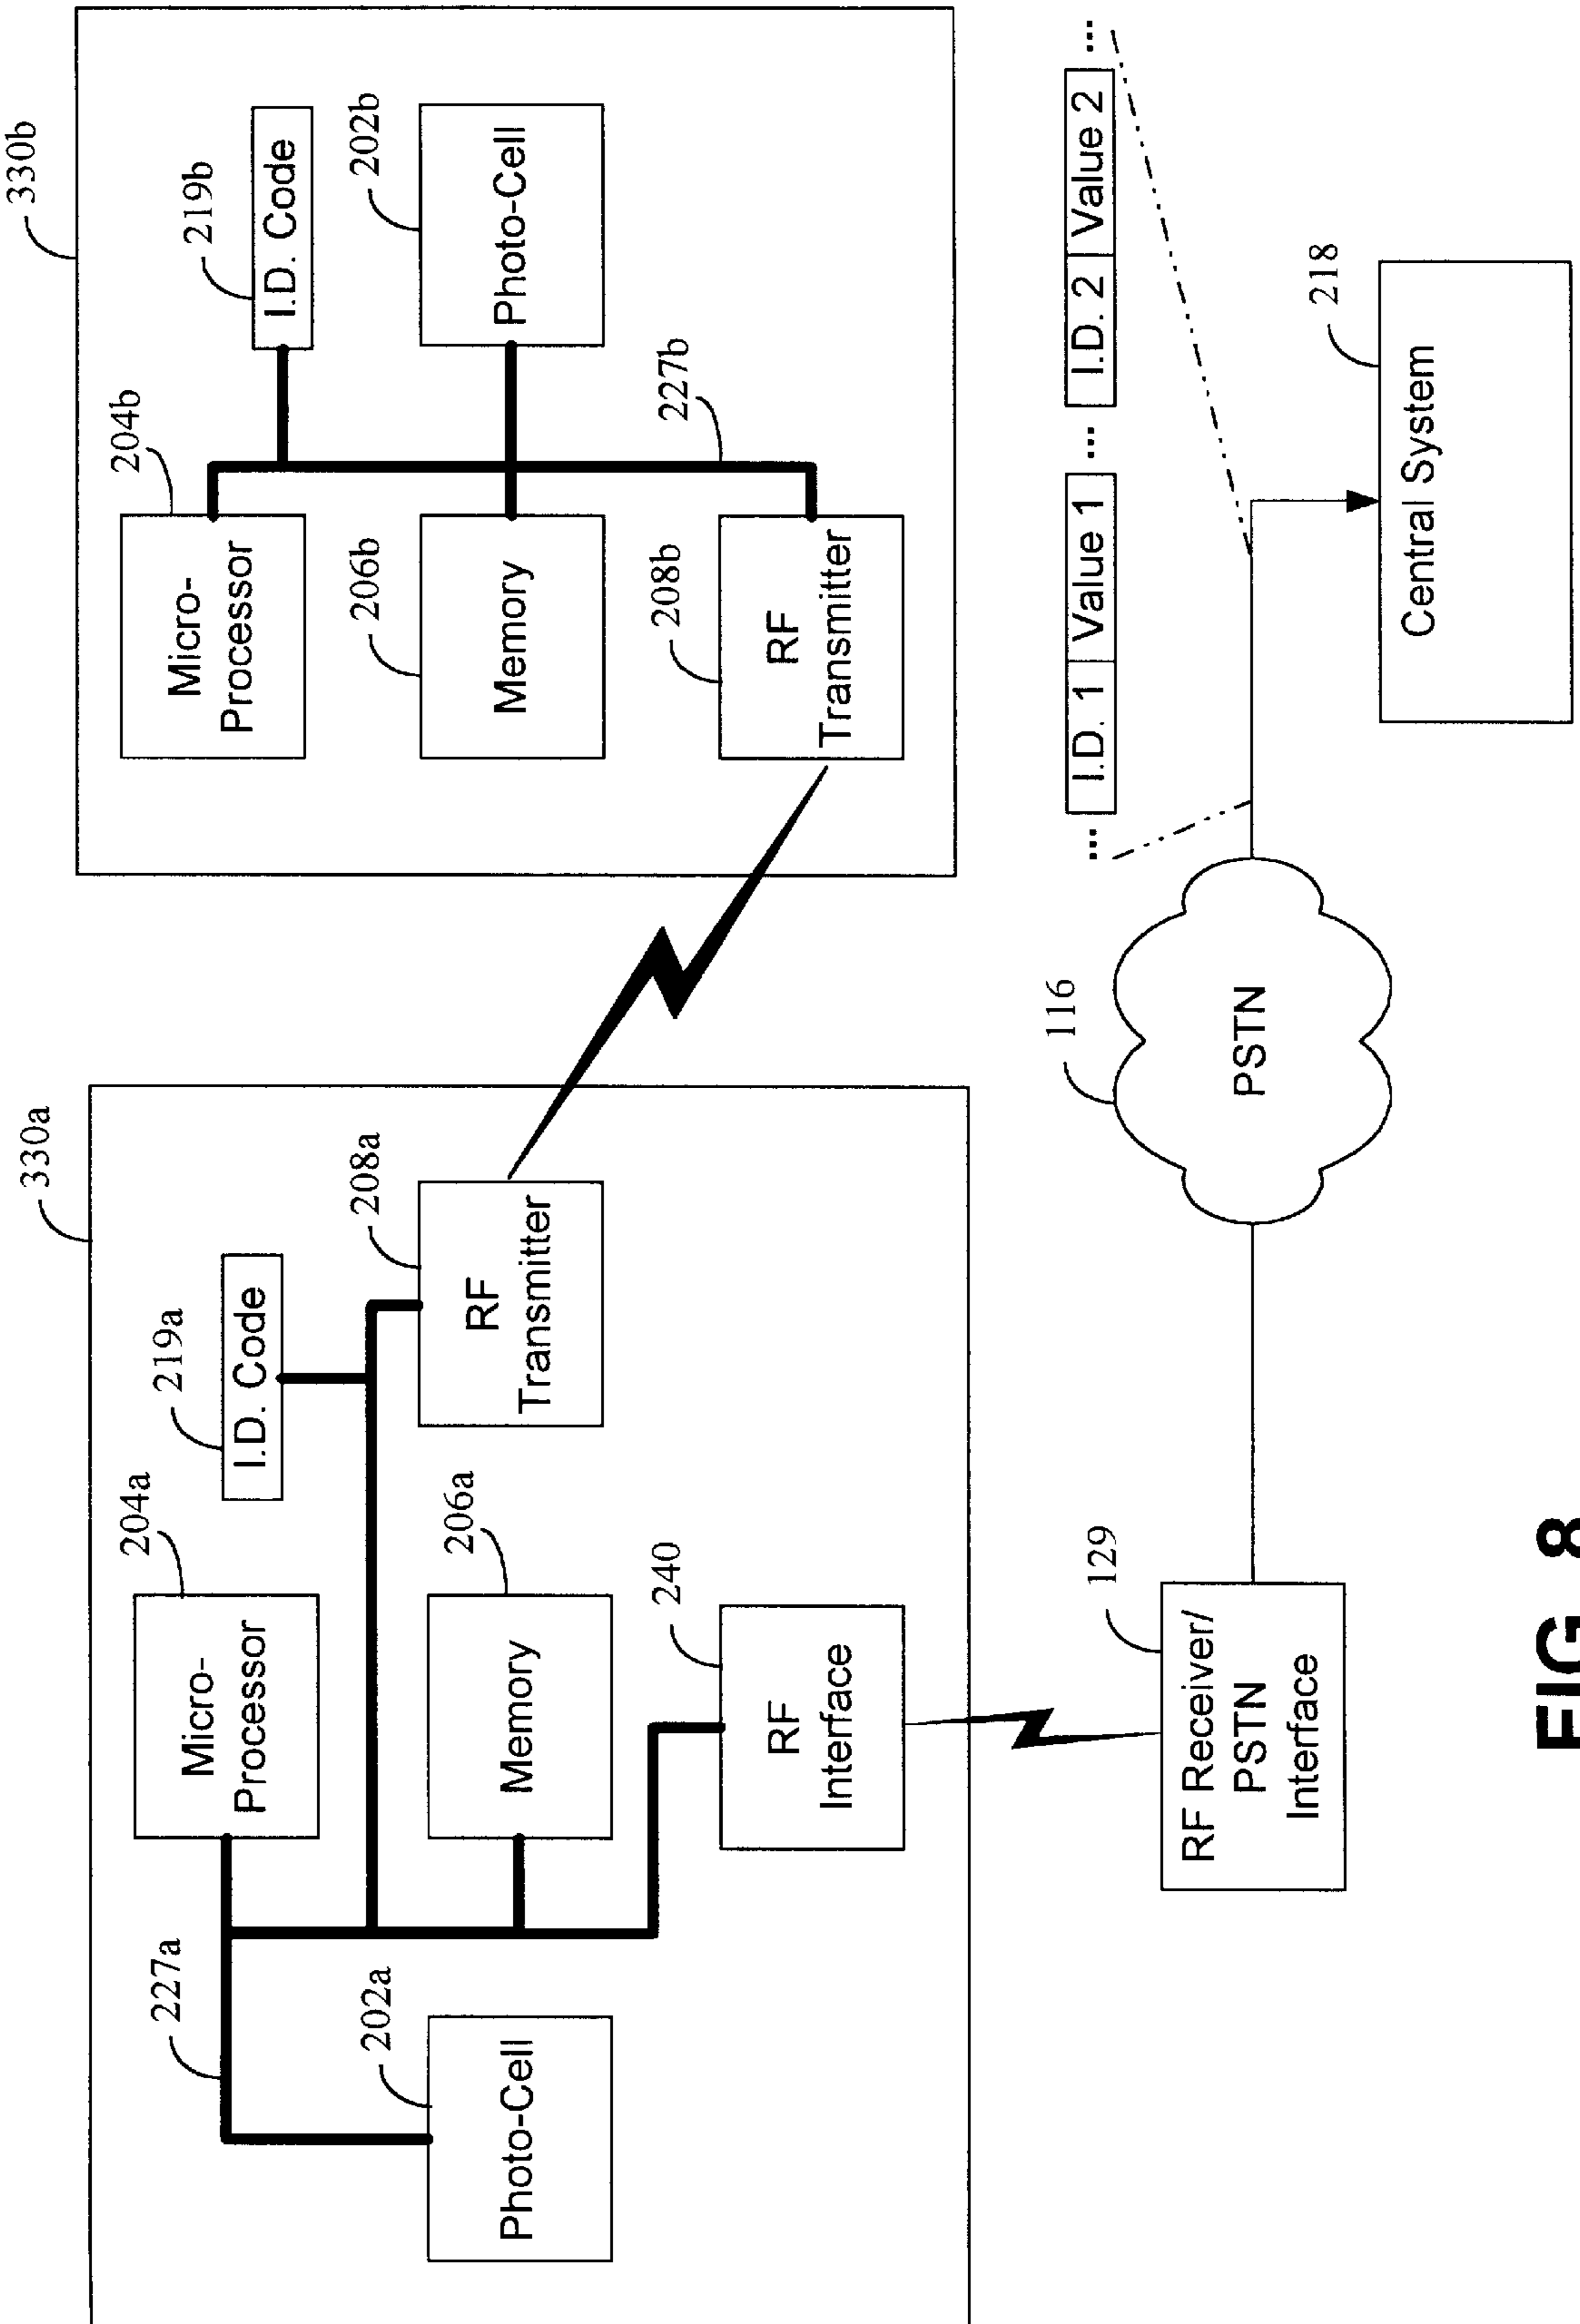 330a
330b
227a
204a
219a
I.D. Code
Micro-
Processor
204b
Micro-
Processor
219b
I.D. Code
202a
Photo-Cell
206a
Memory
208a
RF
Transmitter
206b
Memory
202b
Photo-Cell
240
RF
Interface
208b
RF
Transmitter
227b
129
RF Receiver/
PSTN
Interface
116
PSTN
... I.D. 1 Value 1 ... I.D. 2 Value 2 ...
218
Central System
FIG. 8